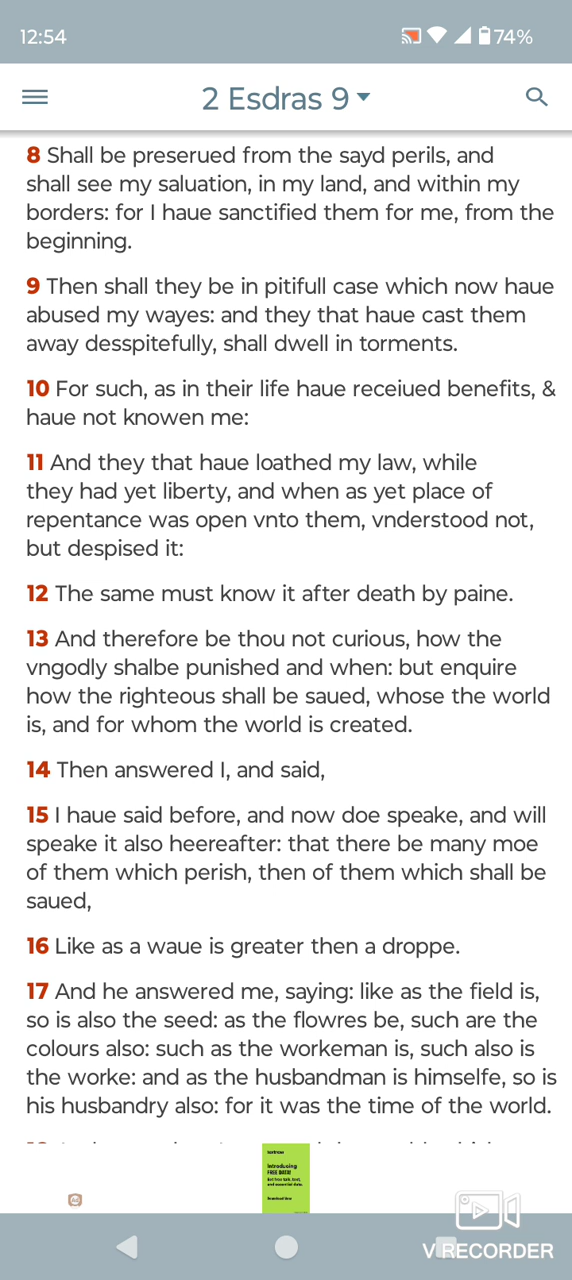 12:54
74%
2 Esdras 9
8 Shall be preserued from the sayd perils, and
shall see my saluation, in my land, and within my
borders: for I haue sanctified them for me, from the
beginning.
9 Then shall they be in pitifull case which now haue
abused my wayes: and they that haue cast them
away desspitefully, shall dwell in torments.
10 For such, as in their life haue receiued benefits, &
haue not knowen me:
11 And they that haue loathed my law, while
they had yet liberty, and when as yet place of
repentance was open vnto them, vnderstood not,
but despised it:
12 The same must know it after death by paine.
13 And therefore be thou not curious, how the
vngodly shalbe punished and when: but enquire
how the righteous shall be saued, whose the world
is, and for whom the world is created.
14 Then answered I, and said,
15 I haue said before, and now doe speake, and will
speake it also heereafter: that there be many moe
of them which perish, then of them which shall be
saued,
16 Like as a waue is greater then a droppe.
17 And he answered me, saying: like as the field is,
so is also the seed: as the flowres be, such are the
colours also: such as the workeman is, such also is
the worke: and as the husbandman is himselfe, so is
his husbandry also: for it was the time of the world.
textnow
Introducing
FREE DATA!
Get free talk, text,
and essential data.
Download Now
Ad
V RECORDER